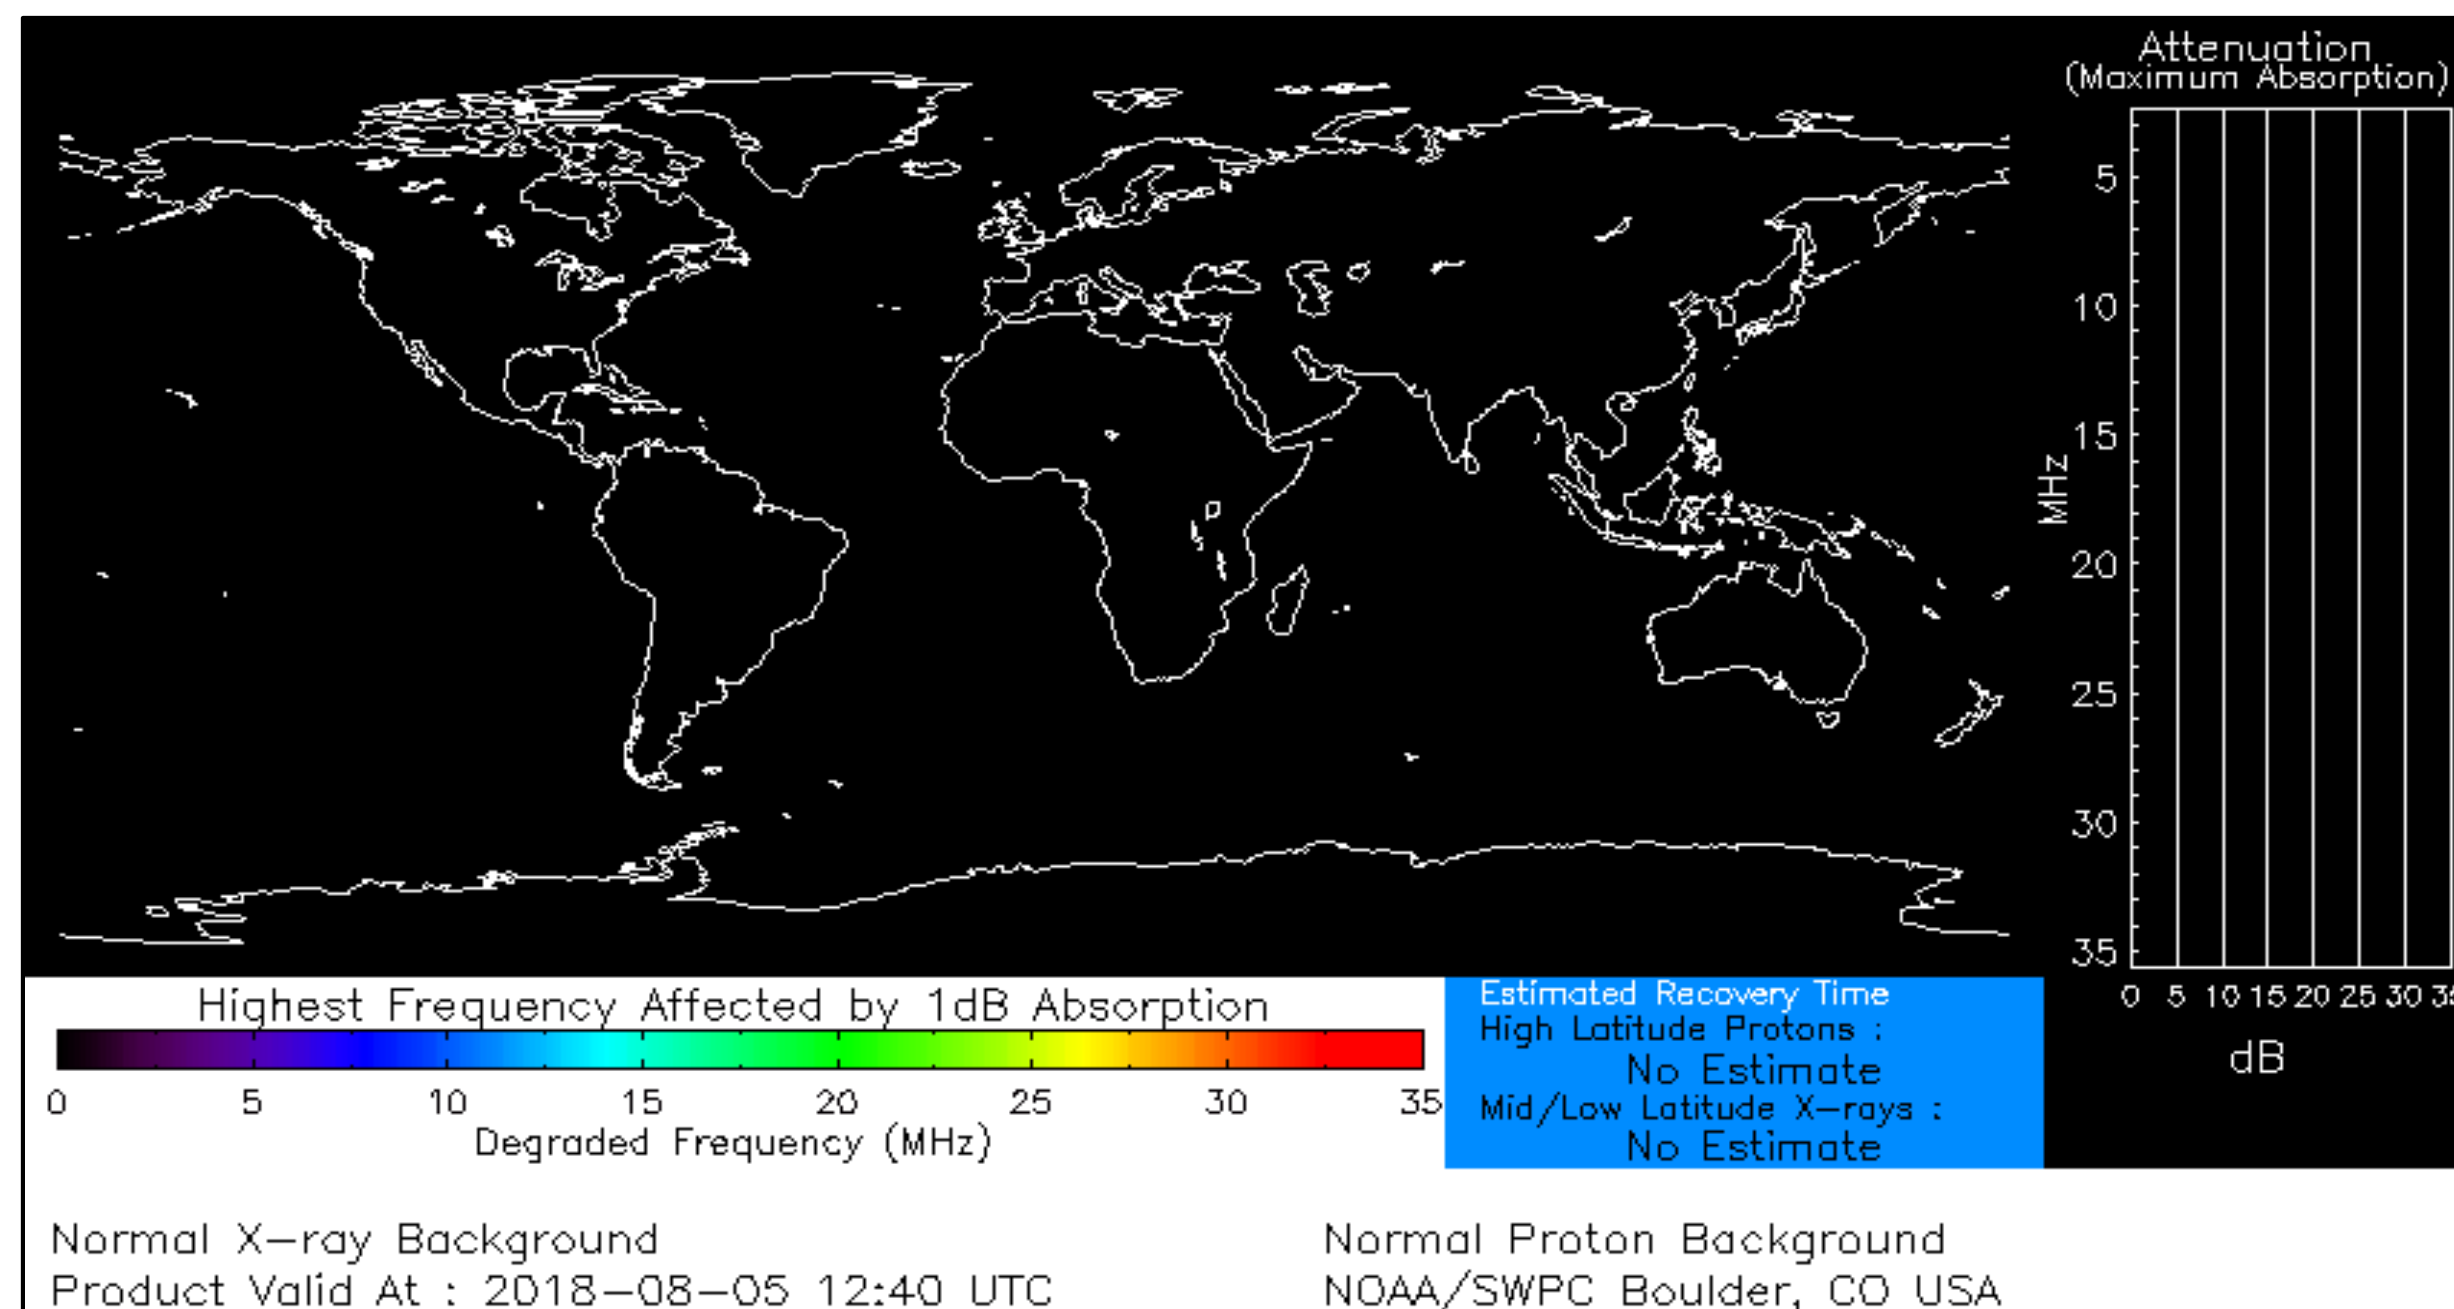 Attenuation
(Maximum Absorption)
5
10
15
20
25
30
35
MHz
0 5 10 15 20 25 30
dB
Highest Frequency Affected by 1dB Absorption
0 5 10 15 20 25 30 35
Degraded Frequency (MHz)
Estimated Recovery Time
High Latitude Protons :
No Estimate
Mid/Low Latitude X-rays :
No Estimate
Normal X-ray Background
Normal Proton Background
Product Valid At : 2018-08-05 12:40 UTC
NOAA/SWPC Boulder, CO USA